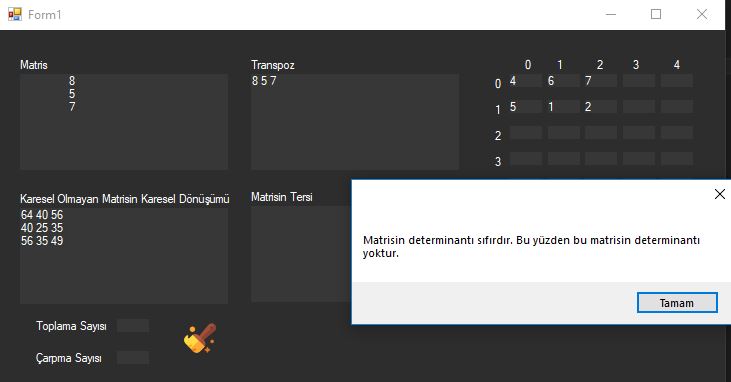 Form1
Matris
8
5
7
Transpoz
8 5 7
0 1 2 3 4
0 4 6 7
1 5 1 2
2
3
Karesel Olmayan Matrisin Karesel Dönüşümü
64 40 56
40 25 35
56 35 49
Matrisin Tersi
Matrisin determinantı sıfırdır. Bu yüzden bu matrisin determinantı
yoktur.
Tamam
Toplama Sayısı
Çarpma Sayısı